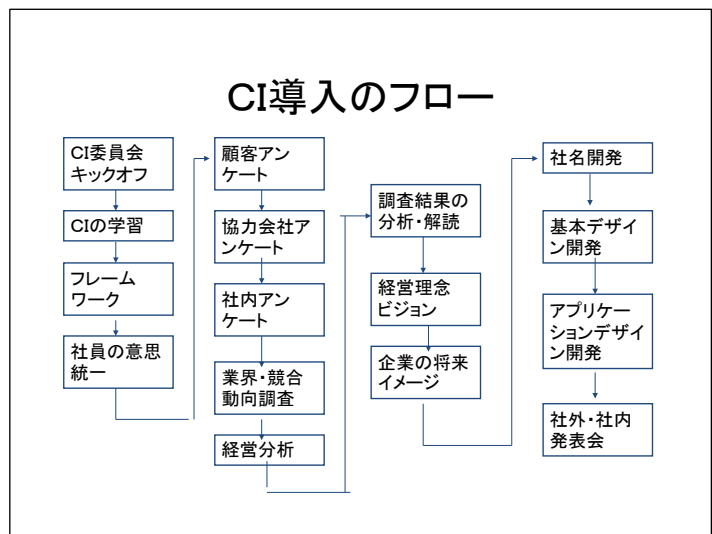 CI導入のフロー
CI委員会
キックオフ
CIの学習
フレーム
ワーク
社員の意思
統一
顧客アン
ケート
協力会社ア
ンケート
社内アン
ケート
業界・競合
動向調査
経営分析
調査結果の
分析・解読
経営理念
ビジョン
企業の将来
イメージ
社名開発
基本デザイ
ン開発
アプリケー
ションデザイ
ン開発
社外・社内
発表会